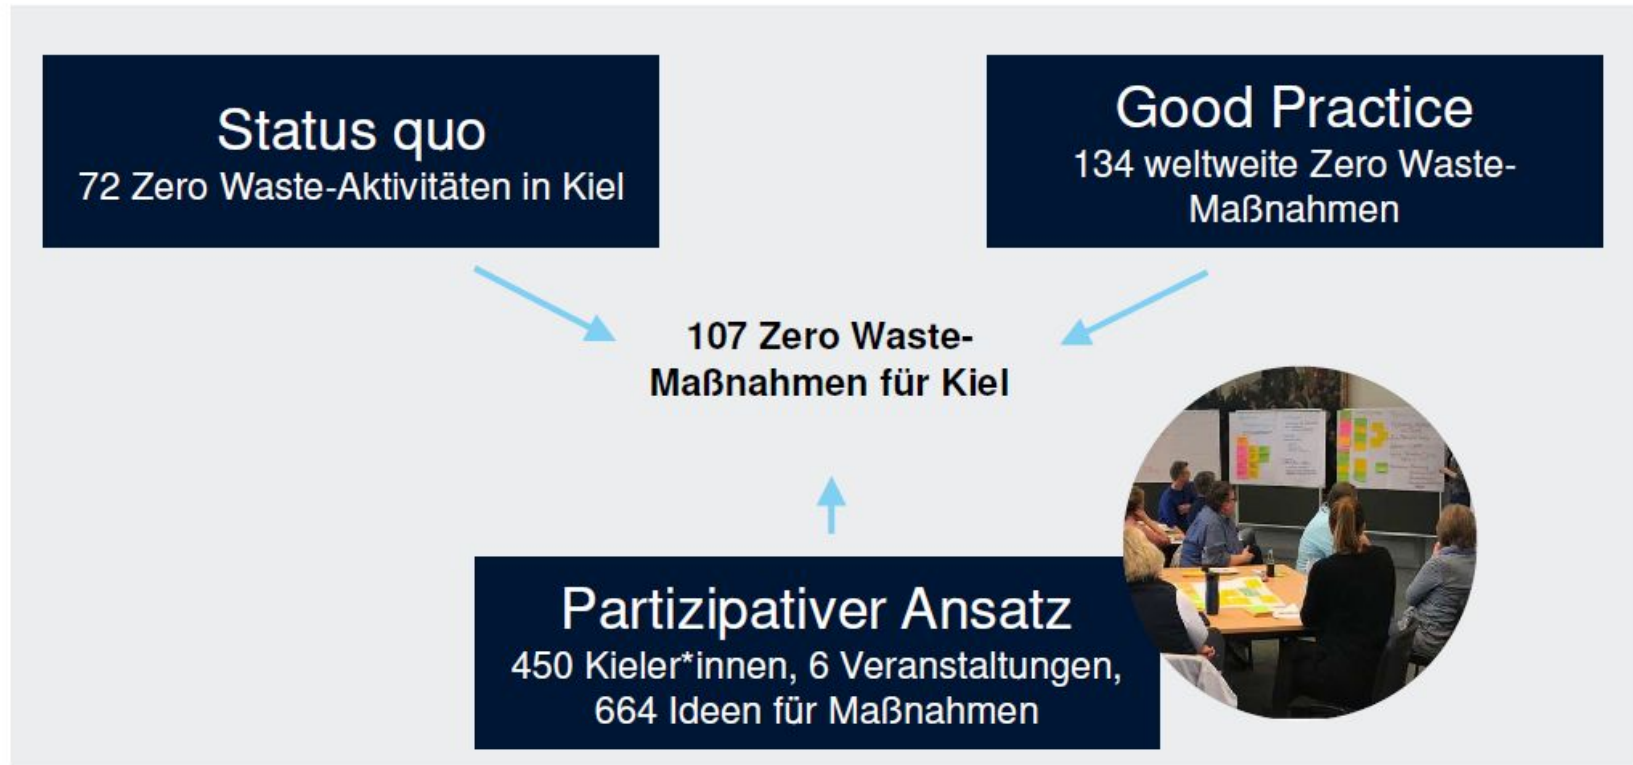 Status quo
72 Zero Waste-Aktivitäten in Kiel
Good Practice
134 weltweite Zero Waste-
Maßnahmen
107 Zero Waste-
Maßnahmen für Kiel
Partizipativer Ansatz
450 Kieler*innen, 6 Veranstaltungen,
664 Ideen für Maßnahmen